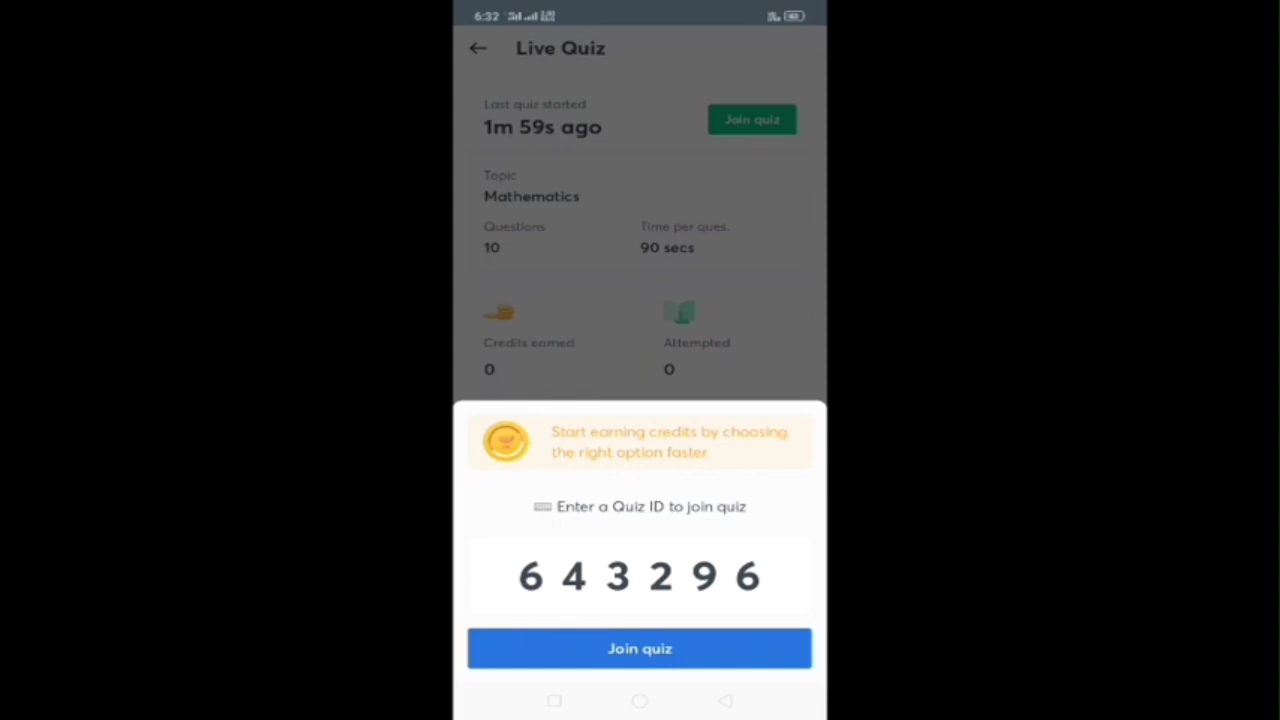 6:32
Live Quiz
Last quiz started
1m 59s ago
Join quiz
Topic
Mathematics
Questions
Time per ques.
10
90 secs
Credits earned
Attempted
0
0
Start earning credits by choosing
the right option faster
Enter a Quiz ID to join quiz
6 4 3 2 9 6
Join quiz